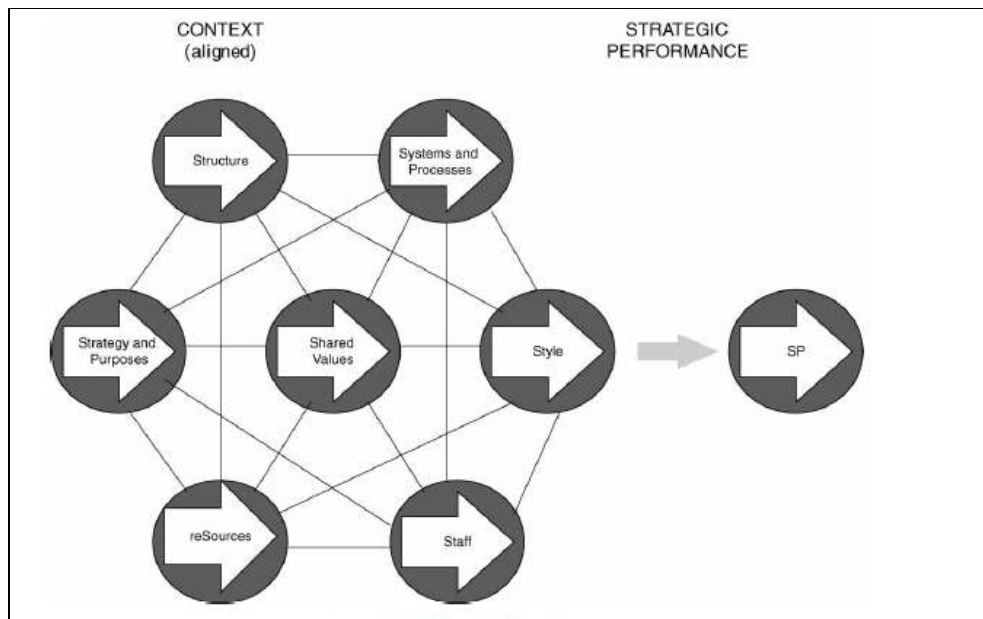 CONTEXT
(aligned)
STRATEGIC
PERFORMANCE
Structure
Systems and
Processes
Strategy and
Purposes
Shared
Values
Style
SP
reSources
Staff